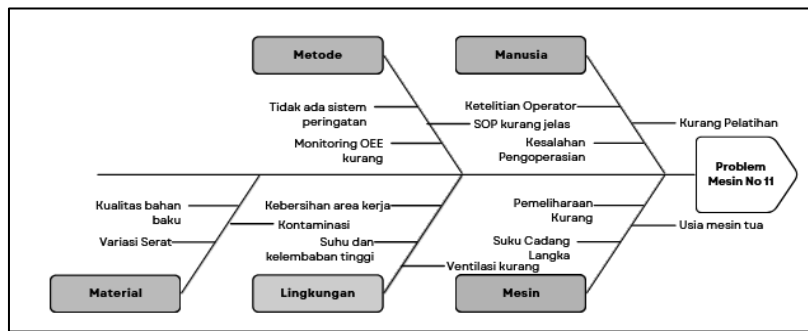 Metode
Manusia
Tidak ada sistem
peringatan
SOP kurang jelas
Monitoring OEE
kurang
Ketelitian Operator
Kurang Pelatihan
Kesalahan
Pengoperasian
Problem
Mesin No 11
Kualitas bahan
baku
Kontaminasi
Variasi Serat
Kebersihan area kerja
Suhu dan
kelembaban tinggi
Ventilasi kurang
Pemeliharaan
Kurang
Usia mesin tua
Suku Cadang
Langka
Material
Lingkungan
Mesin